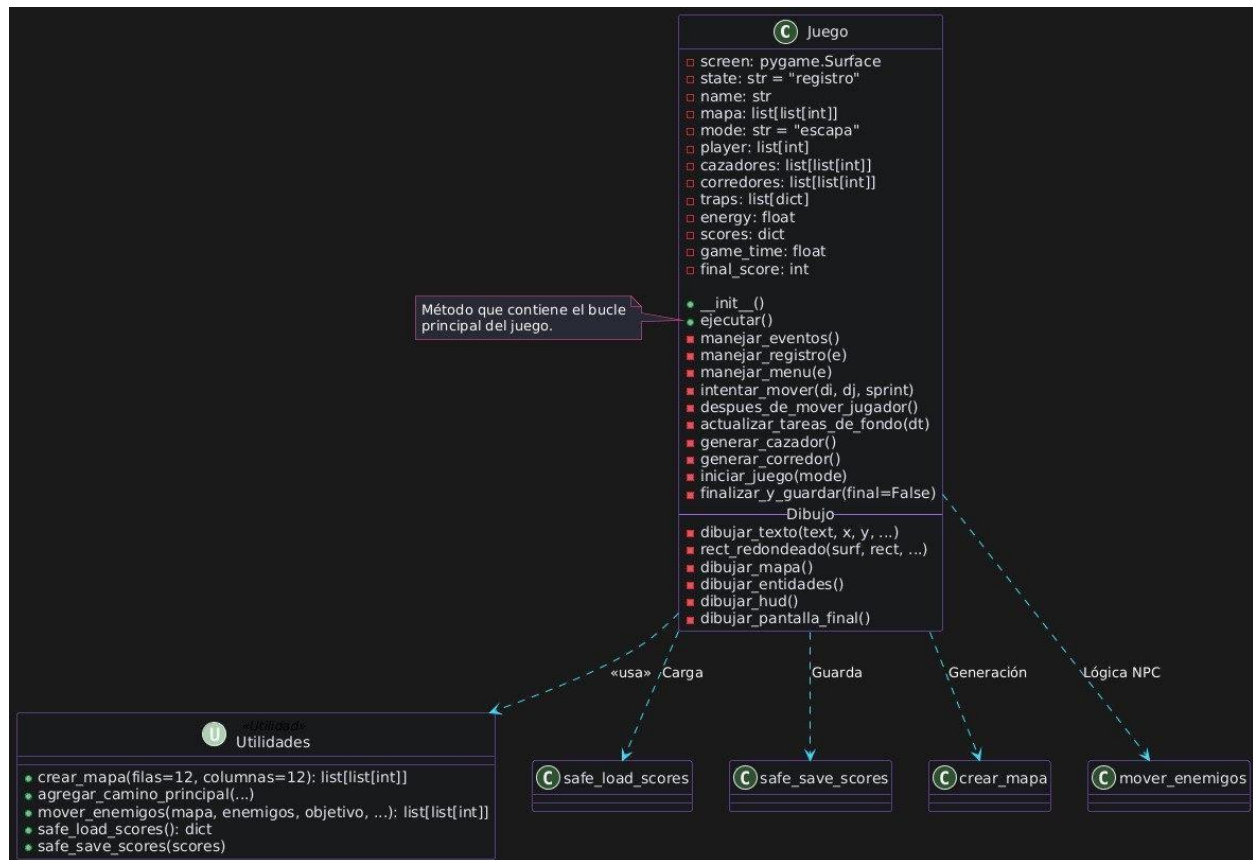 C Juego
screen: pygame.Surface
state: str = "registro"
name: str
mapa: list[list[int]]
mode: str = "escapa"
player: list[int]
cazadores: list[list[int]]
corredores: list[list[int]]
traps: list[dict]
energy: float
scores: dict
game_time: float
final_score: int
__init__()
ejecutar()
Método que contiene el bucle
principal del juego.
manejar_eventos()
manejar_registro(e)
manejar_menu(e)
intentar_mover(di, dj, sprint)
despues_de_mover_jugador()
actualizar_tareas_de_fondo(dt)
generar_cazador()
generar_corredor()
iniciar_juego(mode)
finalizar_y_guardar(final=False)
Dibujo
dibujar_texto(text, x, y, ...)
rect_redondeado(surf, rect, ...)
dibujar_mapa()
dibujar_entidades()
dibujar_hud()
dibujar_pantalla_final()
«usa» Carga Guarda Generación Lógica NPC
«Utilidad»
U Utilidades
crear_mapa(filas=12, columnas=12): list[list[int]]
agregar_camino_principal(...)
mover_enemigos(mapa, enemigos, objetivo, ...): list[list[int]]
safe_load_scores(): dict
safe_save_scores(scores)
C safe_load_scores
C safe_save_scores
C crear_mapa
C mover_enemigos